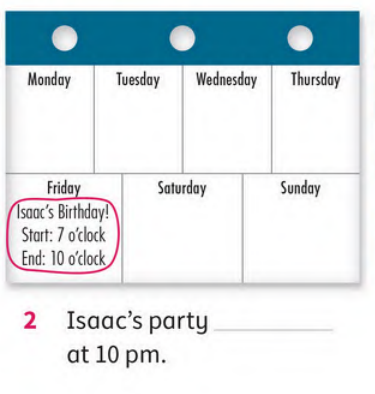 Monday Tuesday Wednesday Thursday
Friday Saturday Sunday
Isaac's Birthday!
Start: 7 o'clock
End: 10 o'clock
2 Isaac's party ____________
at 10 pm.